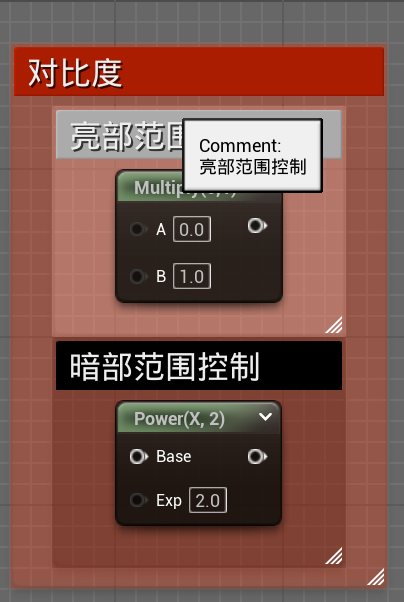 对比度
亮部范围
Comment:
亮部范围控制
Multiply(
A 0.0
B 1.0
暗部范围控制
Power(X, 2)
Base
Exp 2.0